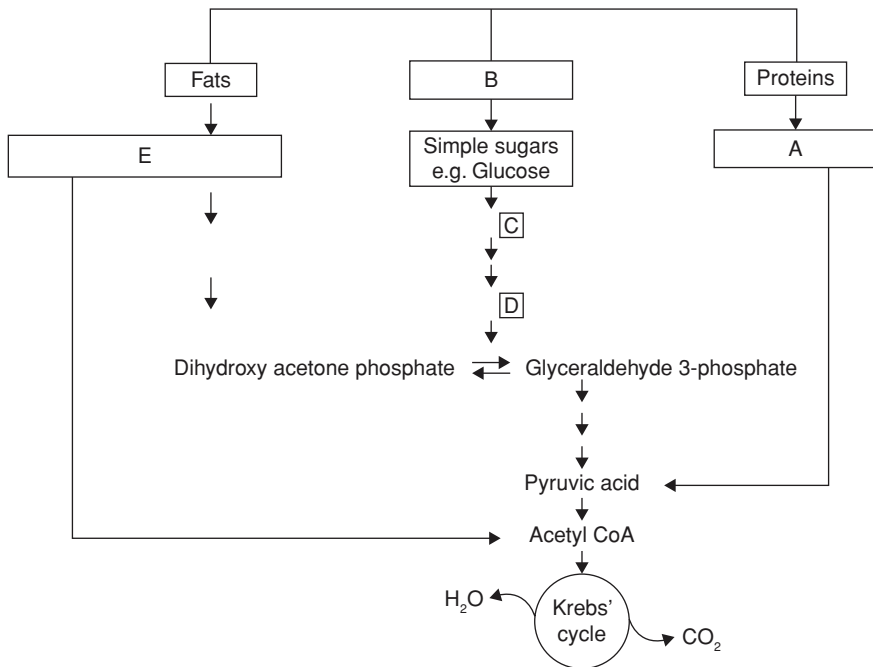 Fats
B
Proteins
E
Simple sugars
e.g. Glucose
A
C
D
Dihydroxy acetone phosphate
Glyceraldehyde 3-phosphate
Pyruvic acid
Acetyl CoA
H₂O
Krebs’
cycle
CO₂